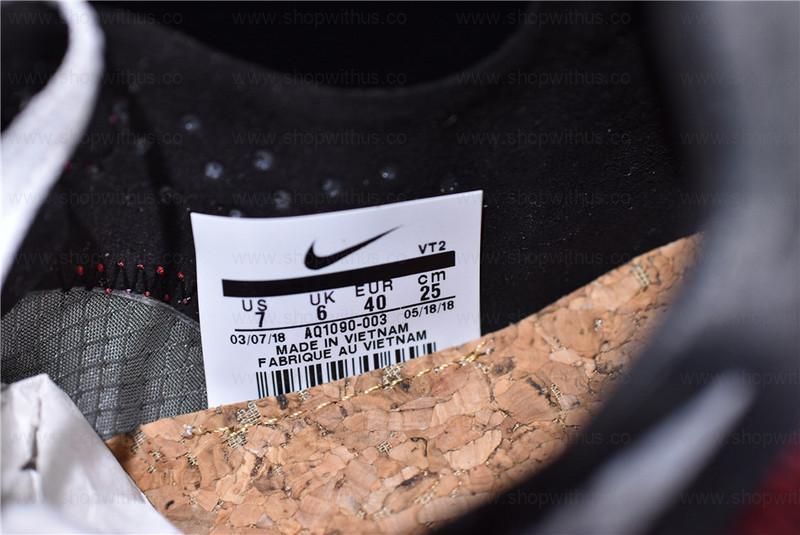 www.shopwithus.co
VT2
US UK EUR cm
7 6 40 25
03/07/18 AQ1090-003 05/18/18
MADE IN VIETNAM
FABRIQUE AU VIETNAM